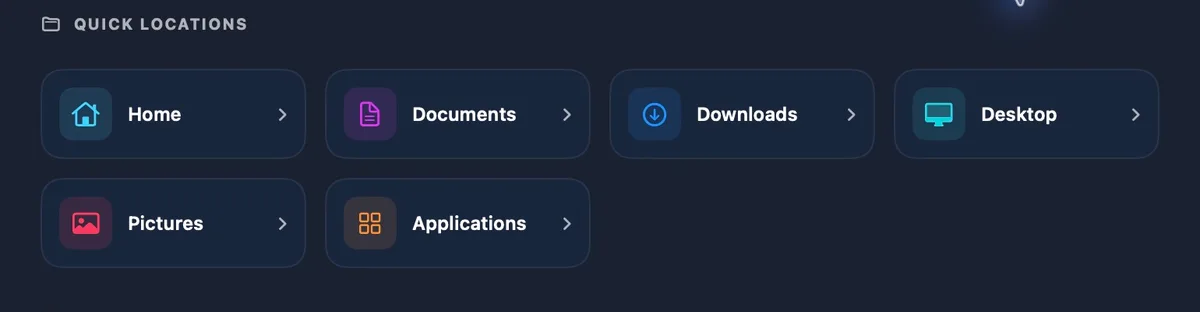 QUICK LOCATIONS
Home
Documents
Downloads
Desktop
Pictures
Applications